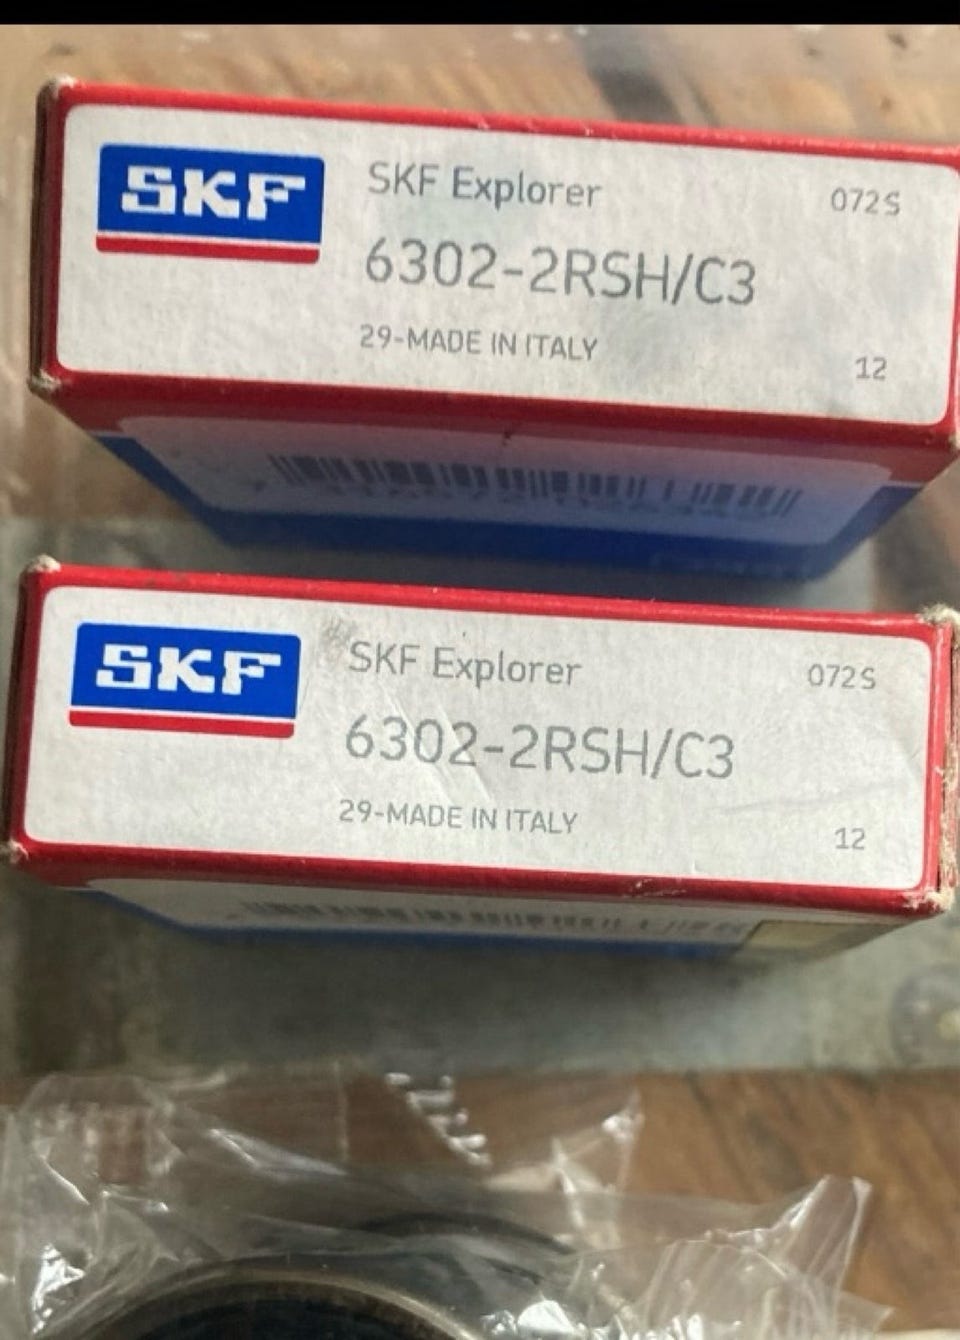 SKF
SKF Explorer
072S
6302-2RSH/C3
29-MADE IN ITALY
12
SKF
SKF Explorer
072S
6302-2RSH/C3
29-MADE IN ITALY
12